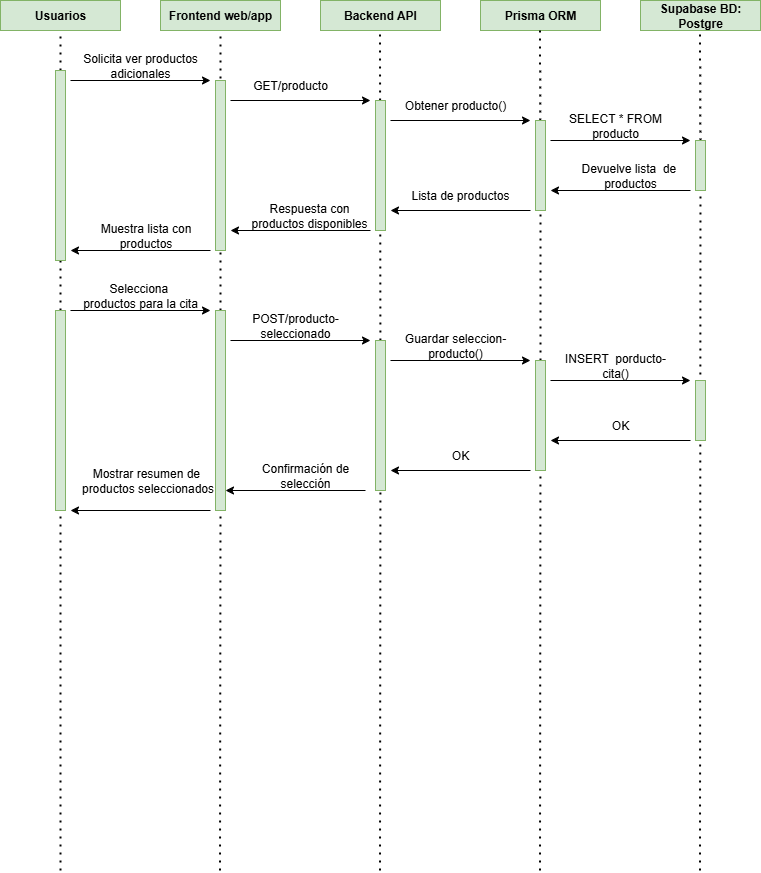 Usuarios
Frontend web/app
Backend API
Prisma ORM
Supabase BD:
Postgre
Solicita ver productos
adicionales
GET/producto
Obtener producto()
SELECT * FROM
producto
Devuelve lista de
productos
Lista de productos
Respuesta con
productos disponibles
Muestra lista con
productos
Selecciona
productos para la cita
POST/producto-
seleccionado
Guardar seleccion-
producto()
INSERT porducto-
cita()
OK
OK
Confirmación de
selección
Mostrar resumen de
productos seleccionados